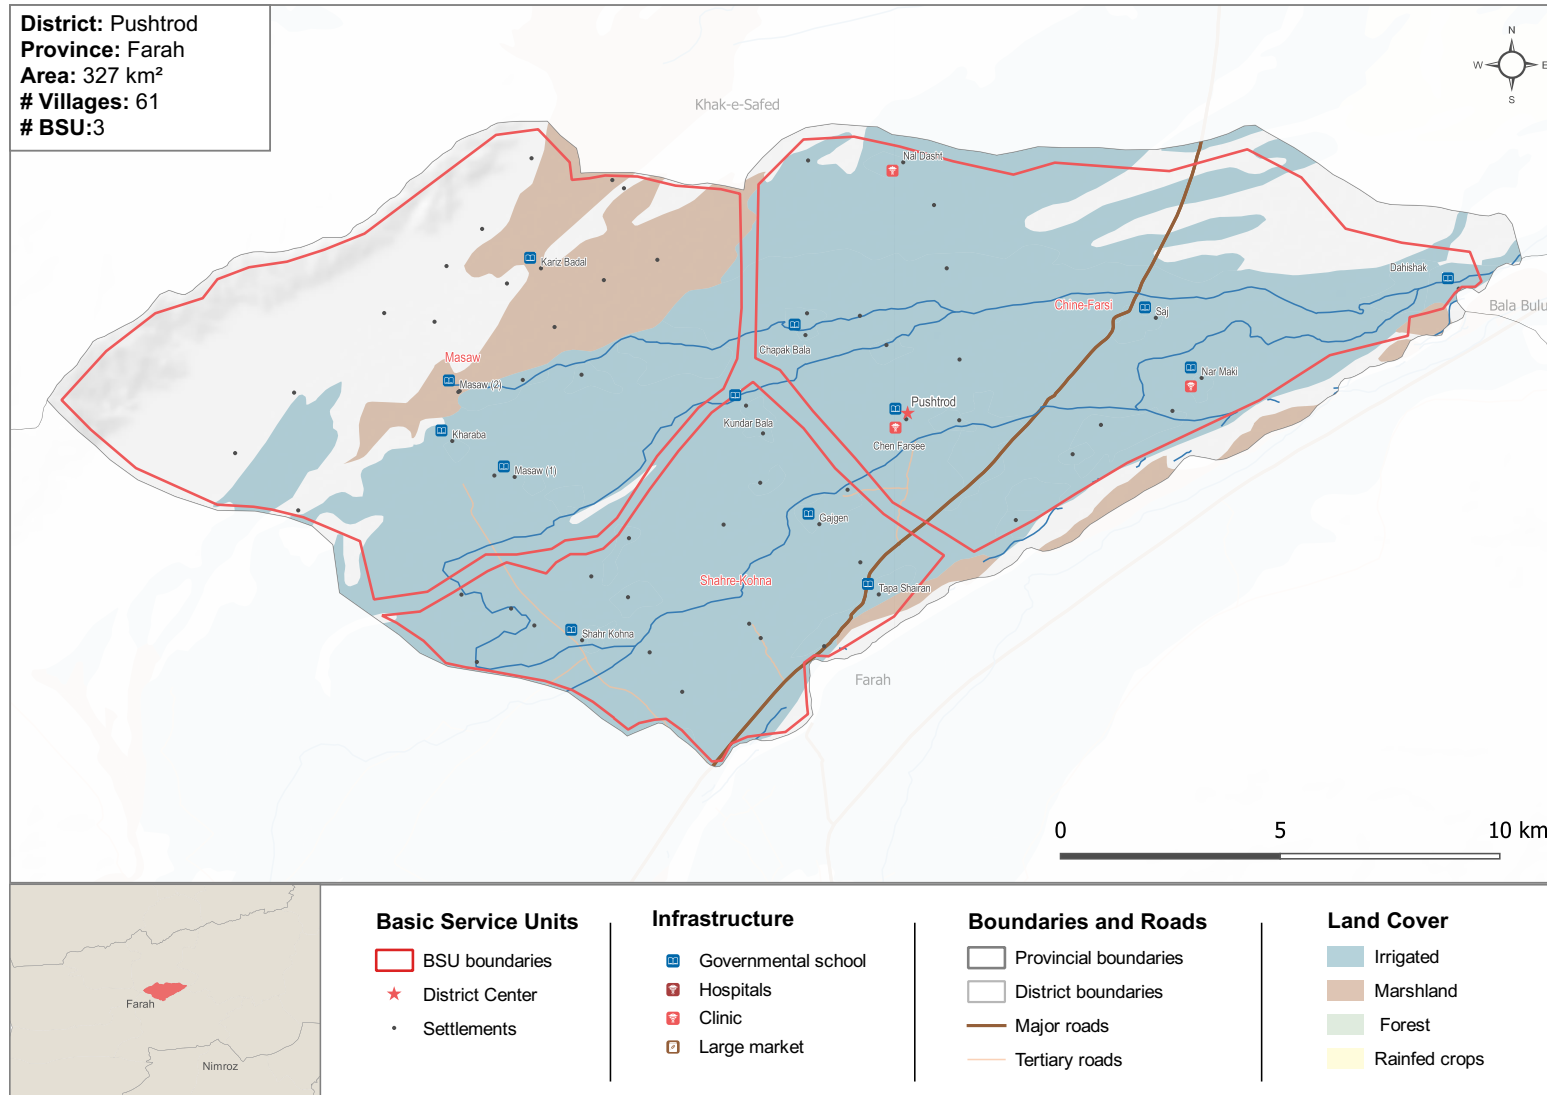 District: Pushtrod
Province: Farah
Area: 327 km²
# Villages: 61
# BSU:3
N
W
E
S
Khak-e-Safed
Nal Dasht
Kariz Badal
Dahishak
Bala Bulu
Chine-Farsi
Saj
Chapak Bala
Masaw
Masaw (2)
Nar Maki
Pushtrod
Kundar Bala
Kharaba
Chen Farsee
Masaw (1)
Gajgen
Shahre-Kohna
Tapa Shairan
Shahr Kohna
Farah
0 5 10 km
Farah
Nimroz
Basic Service Units
BSU boundaries
District Center
Settlements
Infrastructure
Governmental school
Hospitals
Clinic
Large market
Boundaries and Roads
Provincial boundaries
District boundaries
Major roads
Tertiary roads
Land Cover
Irrigated
Marshland
Forest
Rainfed crops